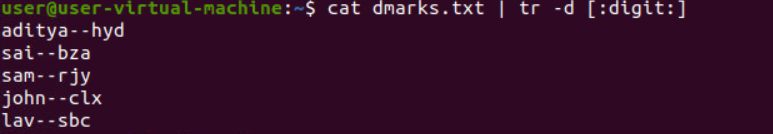 user@user-virtual-machine:~$ cat dmarks.txt | tr -d [:digit:]
aditya--hyd
sai--bza
sam--rjy
john--clx
lav--sbc